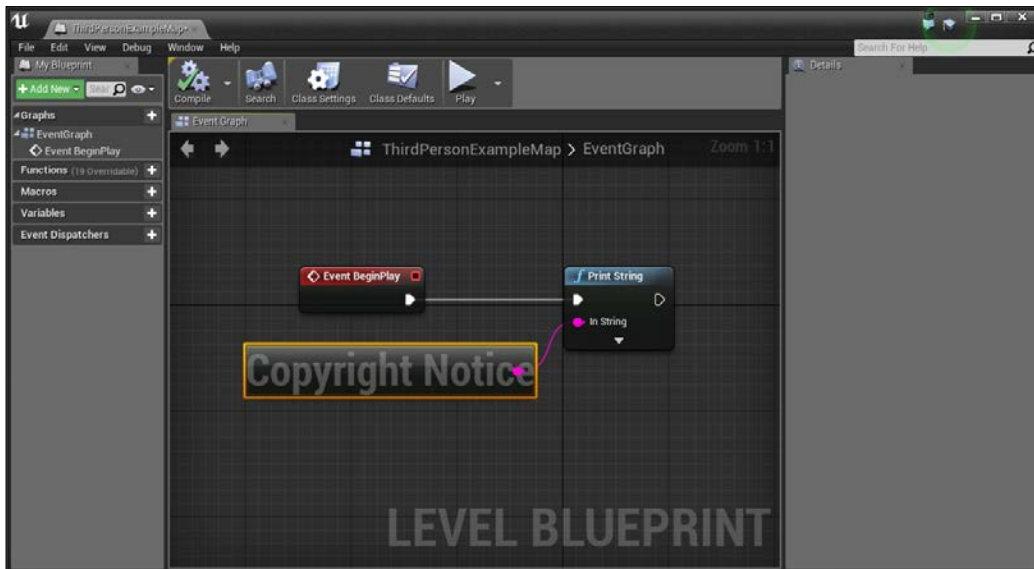 ThirdPersonExampleMap*
File Edit View Debug Window Help
Search For Help
My Blueprint
+Add New
Sear
Compile
Search
Class Settings
Class Defaults
Play
Details
Graphs
EventGraph
Event BeginPlay
Functions (19 Overridable)
Macros
Variables
Event Dispatchers
Event Graph
ThirdPersonExampleMap > EventGraph
Zoom 1:1
Event BeginPlay
Print String
In String
Copyright Notice
LEVEL BLUEPRINT